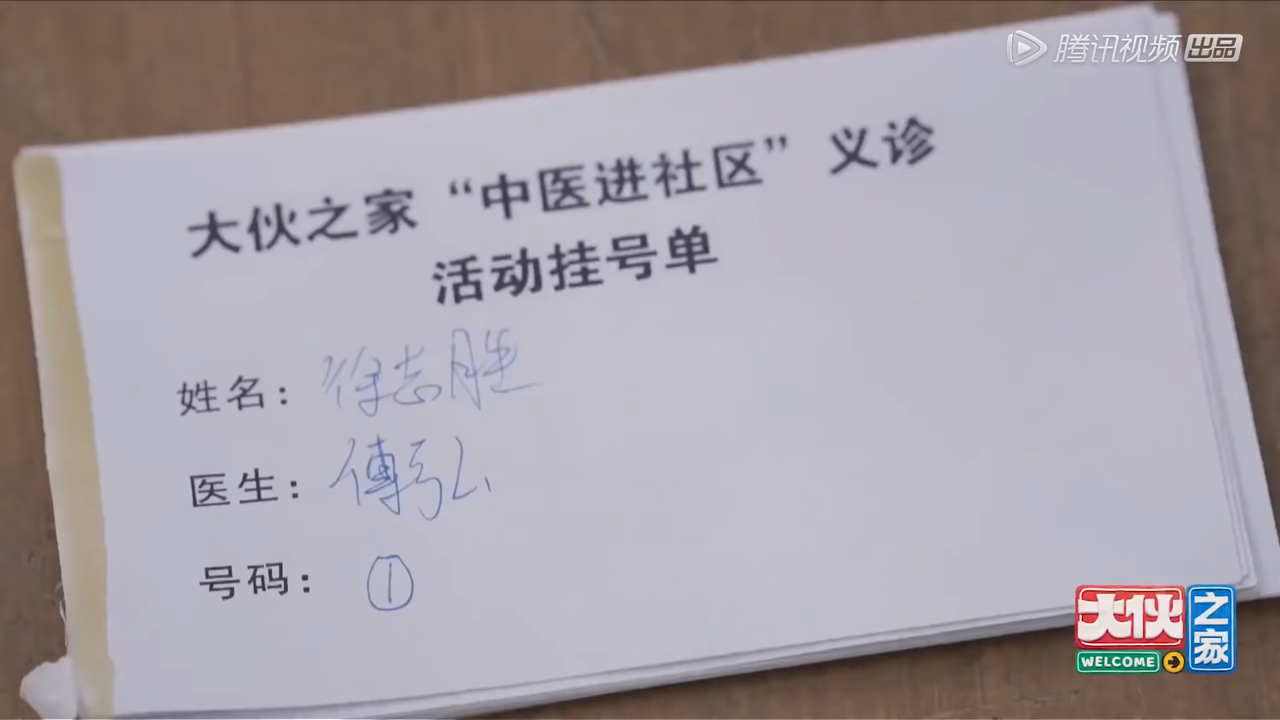 腾讯视频 出品
大伙之家“中医进社区”义诊
活动挂号单
姓名：徐志胜
医生：傅弘
号码：①
大伙之家
WELCOME